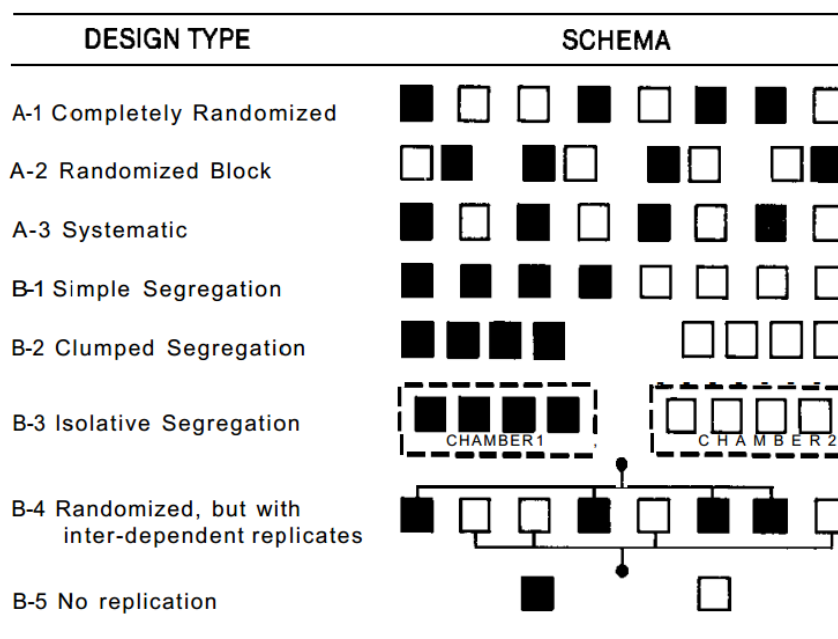 DESIGN TYPE SCHEMA
A-1 Completely Randomized
A-2 Randomized Block
A-3 Systematic
B-1 Simple Segregation
B-2 Clumped Segregation
B-3 Isolative Segregation
CHAMBER1 CHAMBER2
B-4 Randomized, but with
inter-dependent replicates
B-5 No replication